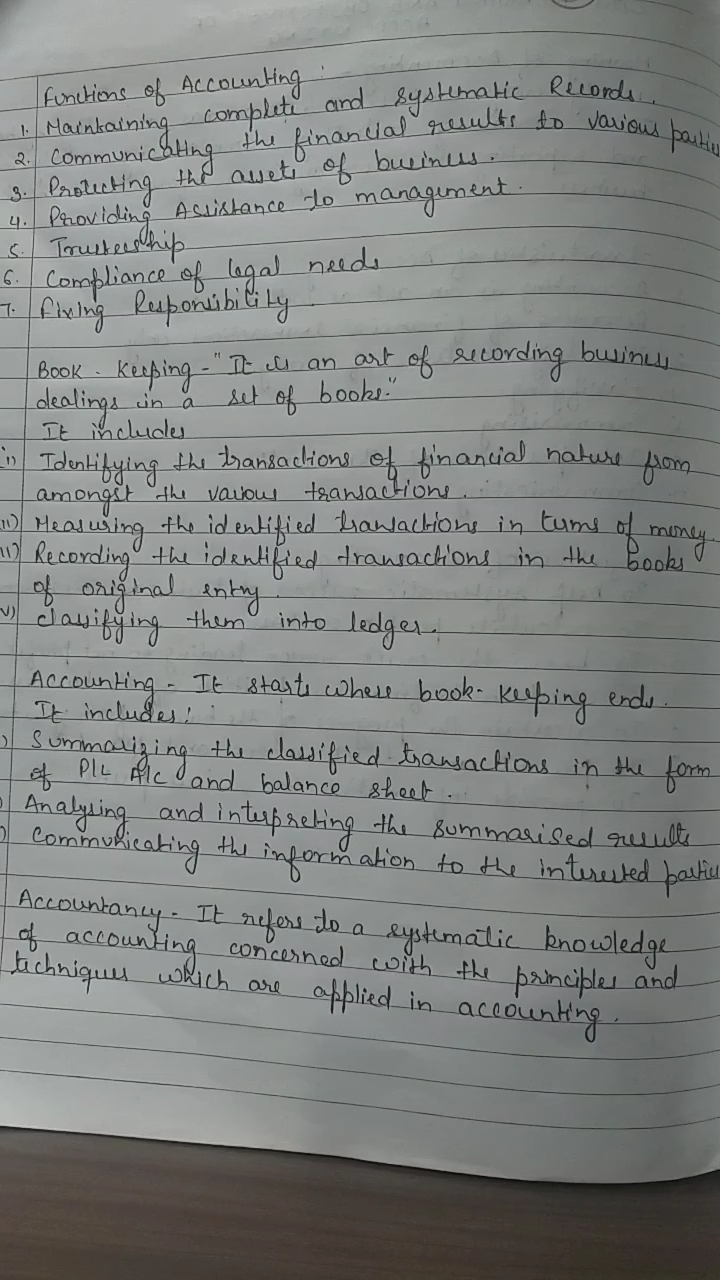 Functions of Accounting :
1. Maintaining complete and systematic Records.
2. Communicating the financial results to various parties
3. Protecting the assets of business.
4. Providing Assistance to management.
5. Trusteeship
6. Compliance of legal needs
7. Fixing Responsibility.
Book - Keeping - "It is an art of recording business
dealings in a set of books."
It includes
i) Identifying the transactions of financial nature from
amongst the various transactions.
ii) Measuring the identified transactions in terms of money.
iii) Recording the identified transactions in the books
of original entry.
v) classifying them into ledger.
Accounting - It starts where book-keeping ends.
It includes:
) Summarizing the classified transactions in the form
of P/L A/c and balance sheet.
) Analysing and interpreting the summarised results
) Communicating the information to the interested parties
Accountancy - It refers to a systematic knowledge
of accounting concerned with the principles and
techniques which are applied in accounting.